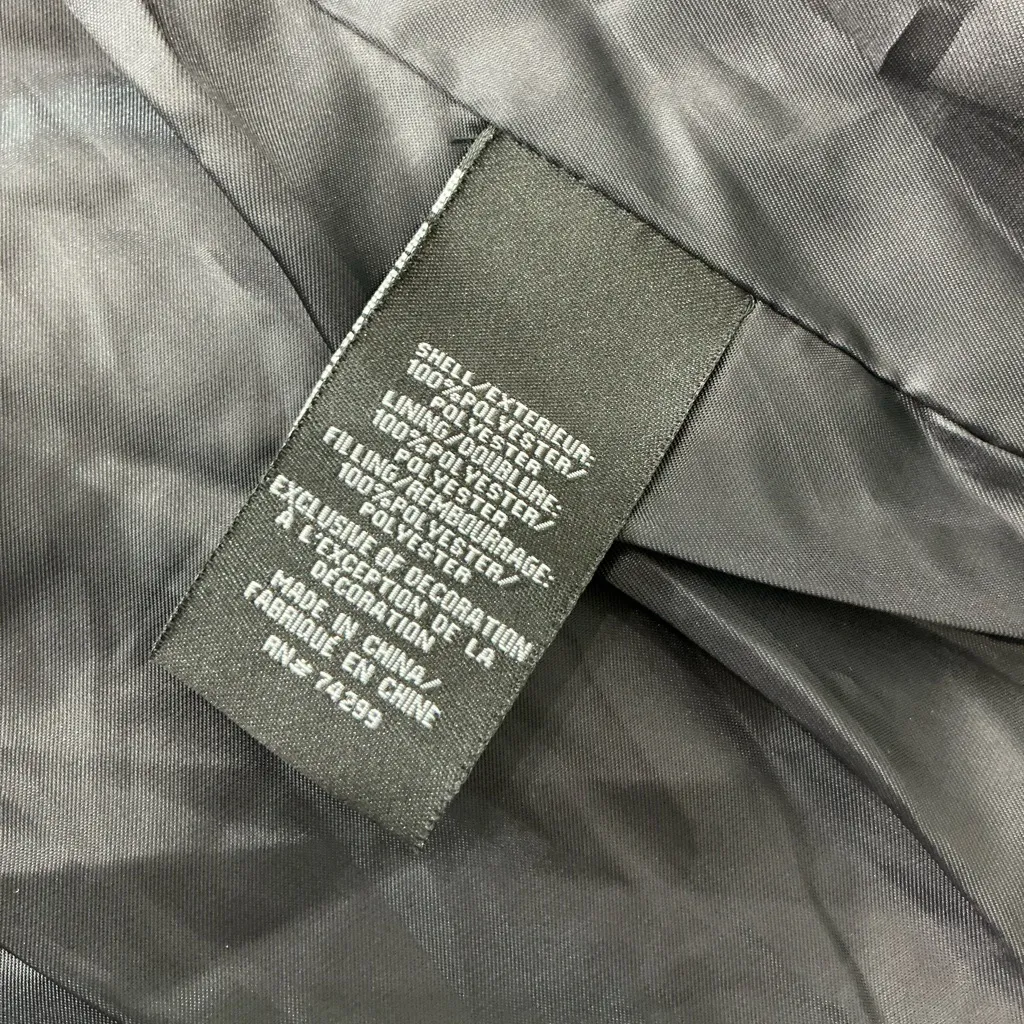 SHELL/EXTERIEUR:
100%POLYESTER/
POLYESTER
LINING/DOUBLURE:
100%POLYESTER/
POLYESTER
FILLING/REMBOURRAGE:
100%POLYESTER/
POLYESTER
EXCLUSIVE OF DECORATION
À L'EXCEPTION DE LA
DÉCORATION
MADE IN CHINA/
FABRIQUE EN CHINE
RN# 74299